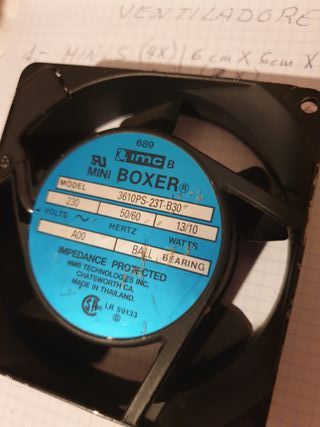 VENTILADORE
1- MINIS (4X) 6cm X 6cm X
(2X)
689
imc B
MINI BOXER®
MODEL 3610PS-23T-B30
230 50/60 13/10
VOLTS ~ HERTZ WATTS
A00 BALL BEARING
IMPEDANCE PROTECTED
NMB TECHNOLOGIES INC.
CHATSWORTH CA.
MADE IN THAILAND.
LR 59133